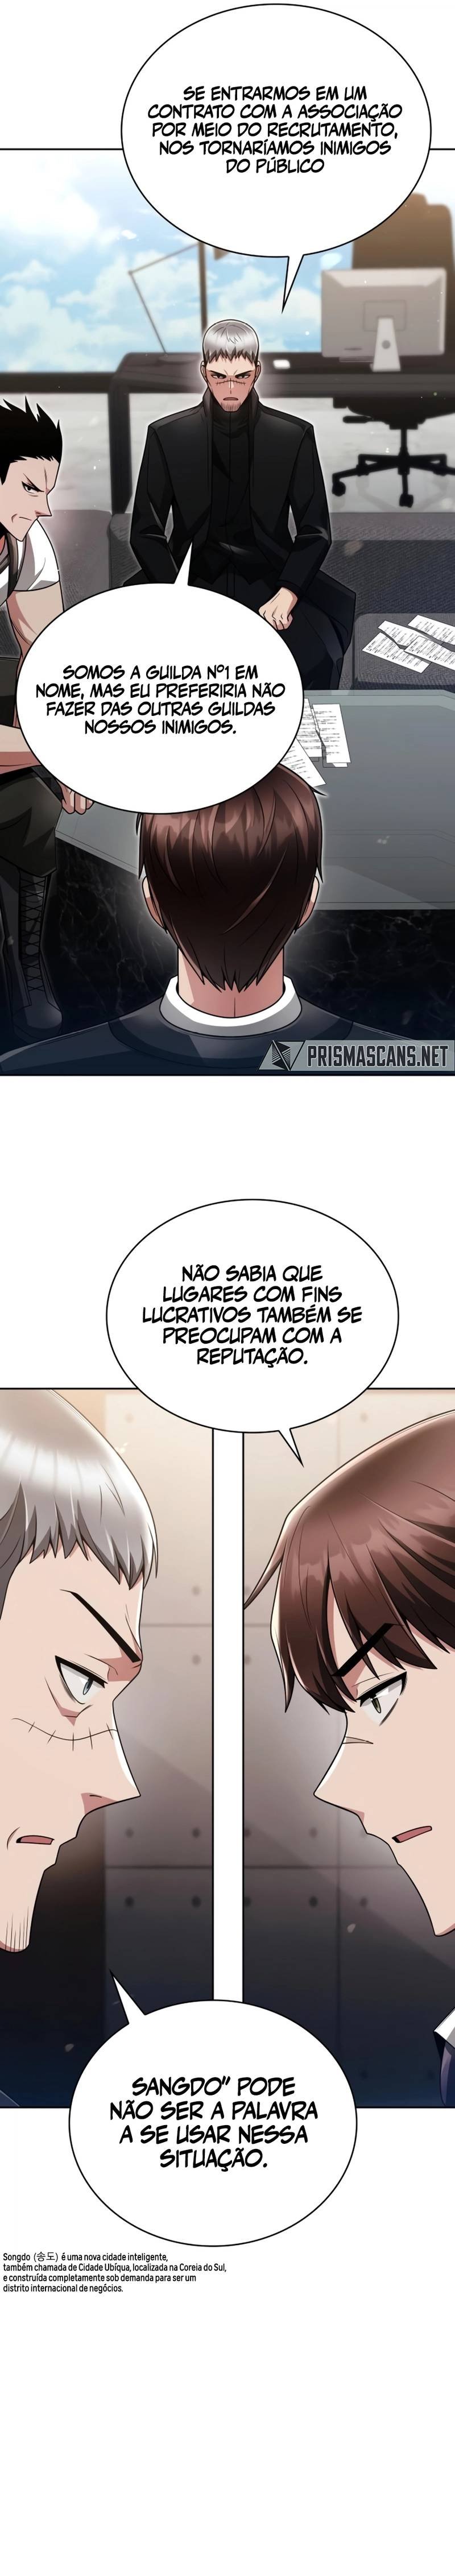 SE ENTRARMOS EM UM
CONTRATO COM A ASSOCIAÇÃO
POR MEIO DO RECRUTAMENTO,
NOS TORNARÍAMOS INIMIGOS
DO PÚBLICO
SOMOS A GUILDA Nº1 EM
NOME, MAS EU PREFERIRIA NÃO
FAZER DAS OUTRAS GUILDAS
NOSSOS INIMIGOS.
PRISMASCANS.NET
NÃO SABIA QUE
LUGARES COM FINS
LUCRATIVOS TAMBÉM SE
PREOCUPAM COM A
REPUTAÇÃO.
SANGDO" PODE
NÃO SER A PALAVRA
A SE USAR NESSA
SITUAÇÃO.
Songdo (송도) é uma nova cidade inteligente,
também chamada de Cidade Ubíqua, localizada na Coreia do Sul,
e construída completamente sob demanda para ser um
distrito internacional de negócios.